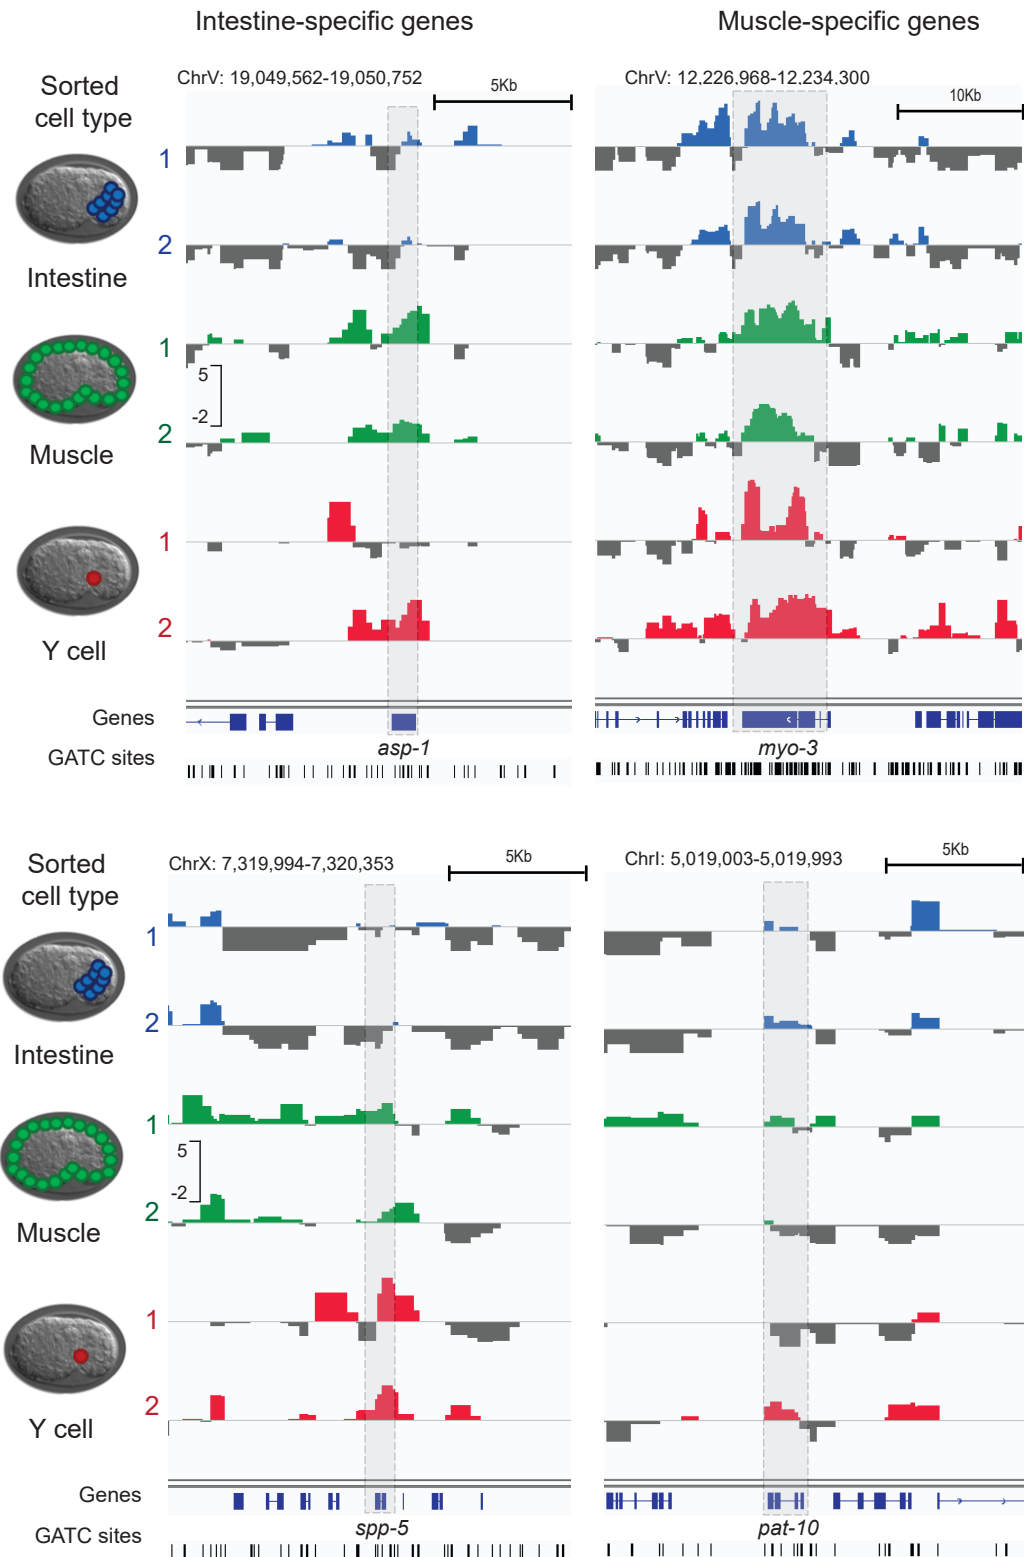 Intestine-specific genes
Muscle-specific genes
Sorted
cell type
ChrV: 19,049,562-19,050,752
5Kb
ChrV: 12,226,968-12,234,300
10Kb
1
2
Intestine
1
5
-2
2
Muscle
1
2
Y cell
Genes
asp-1
myo-3
GATC sites
Sorted
cell type
ChrX: 7,319,994-7,320,353
5Kb
ChrI: 5,019,003-5,019,993
5Kb
1
2
Intestine
1
5
-2
2
Muscle
1
2
Y cell
Genes
spp-5
pat-10
GATC sites